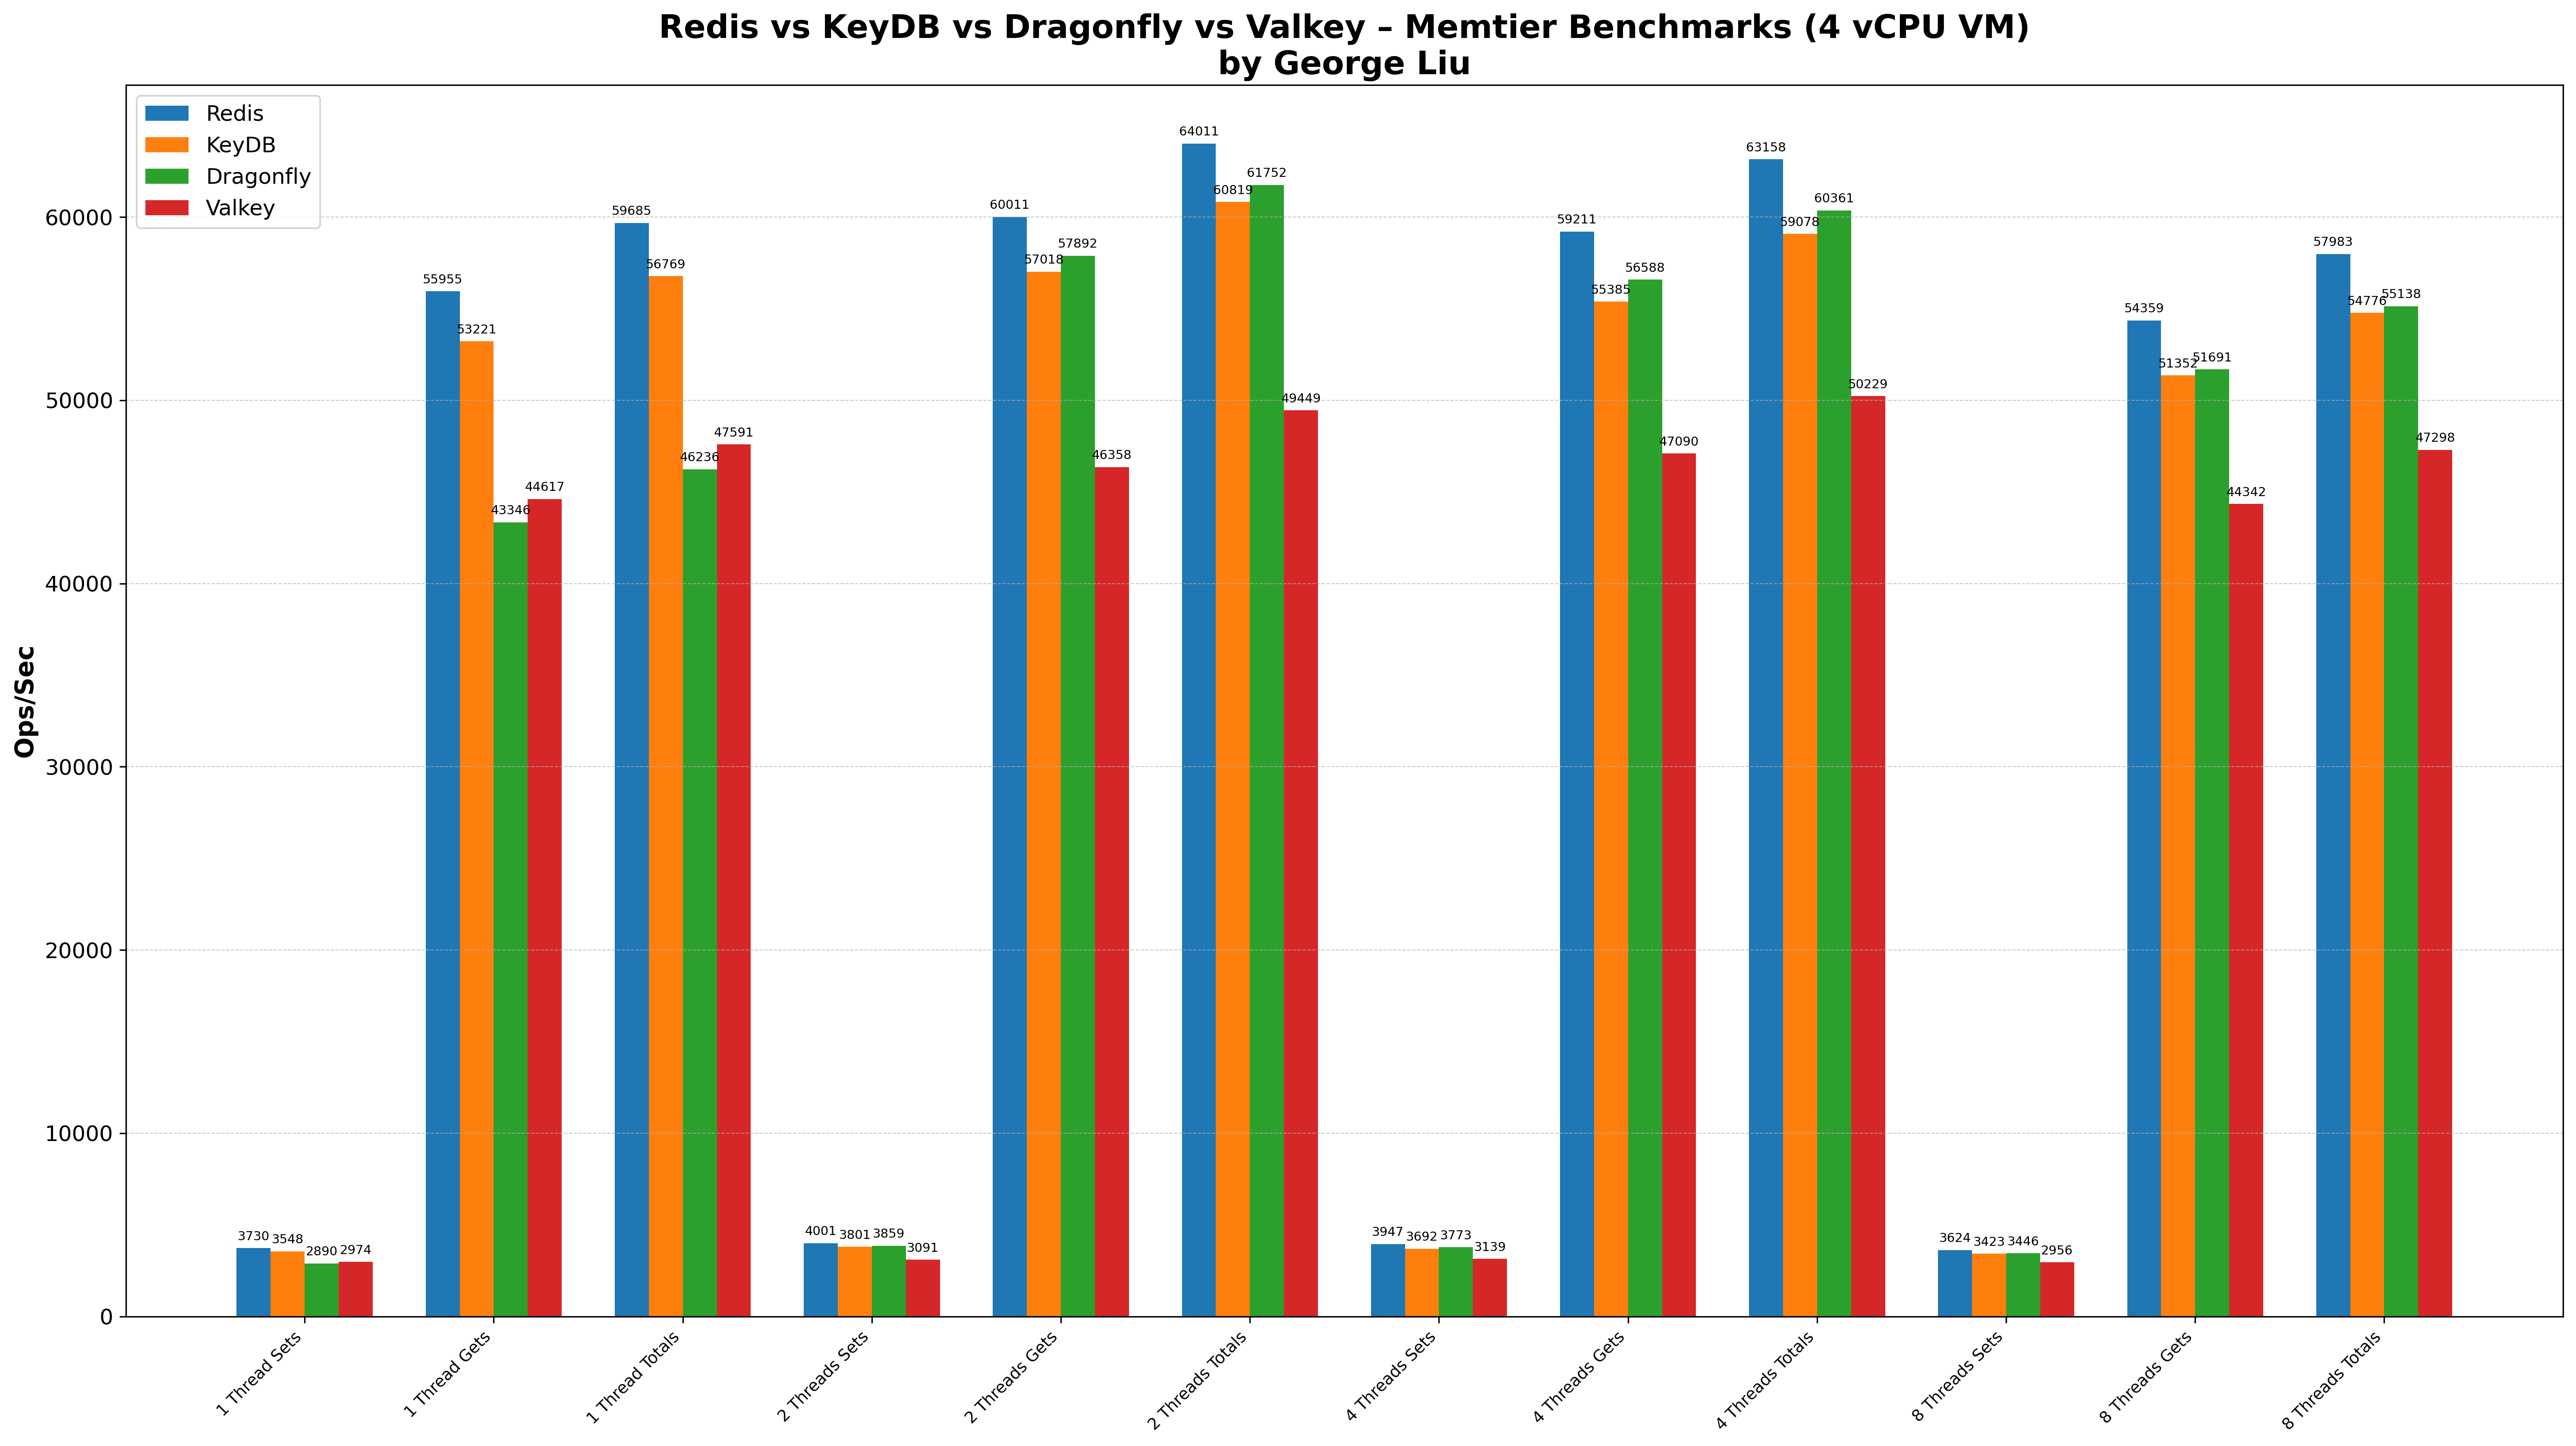 Redis vs KeyDB vs Dragonfly vs Valkey – Memtier Benchmarks (4 vCPU VM)
by George Liu
Redis
KeyDB
Dragonfly
Valkey
Ops/Sec
60000
50000
40000
30000
20000
10000
0
3730 3548 2890 2974
55955 53221 43346 44617
59685 56769 46236 47591
4001 3801 3859 3091
60011 57018 57892 46358
64011 60819 61752 49449
3947 3692 3773 3139
59211 55385 56588 47090
63158 59078 60361 50229
3624 3423 3446 2956
54359 51352 51691 44342
57983 54776 55138 47298
1 Thread Sets
1 Thread Gets
1 Thread Totals
2 Threads Sets
2 Threads Gets
2 Threads Totals
4 Threads Sets
4 Threads Gets
4 Threads Totals
8 Threads Sets
8 Threads Gets
8 Threads Totals